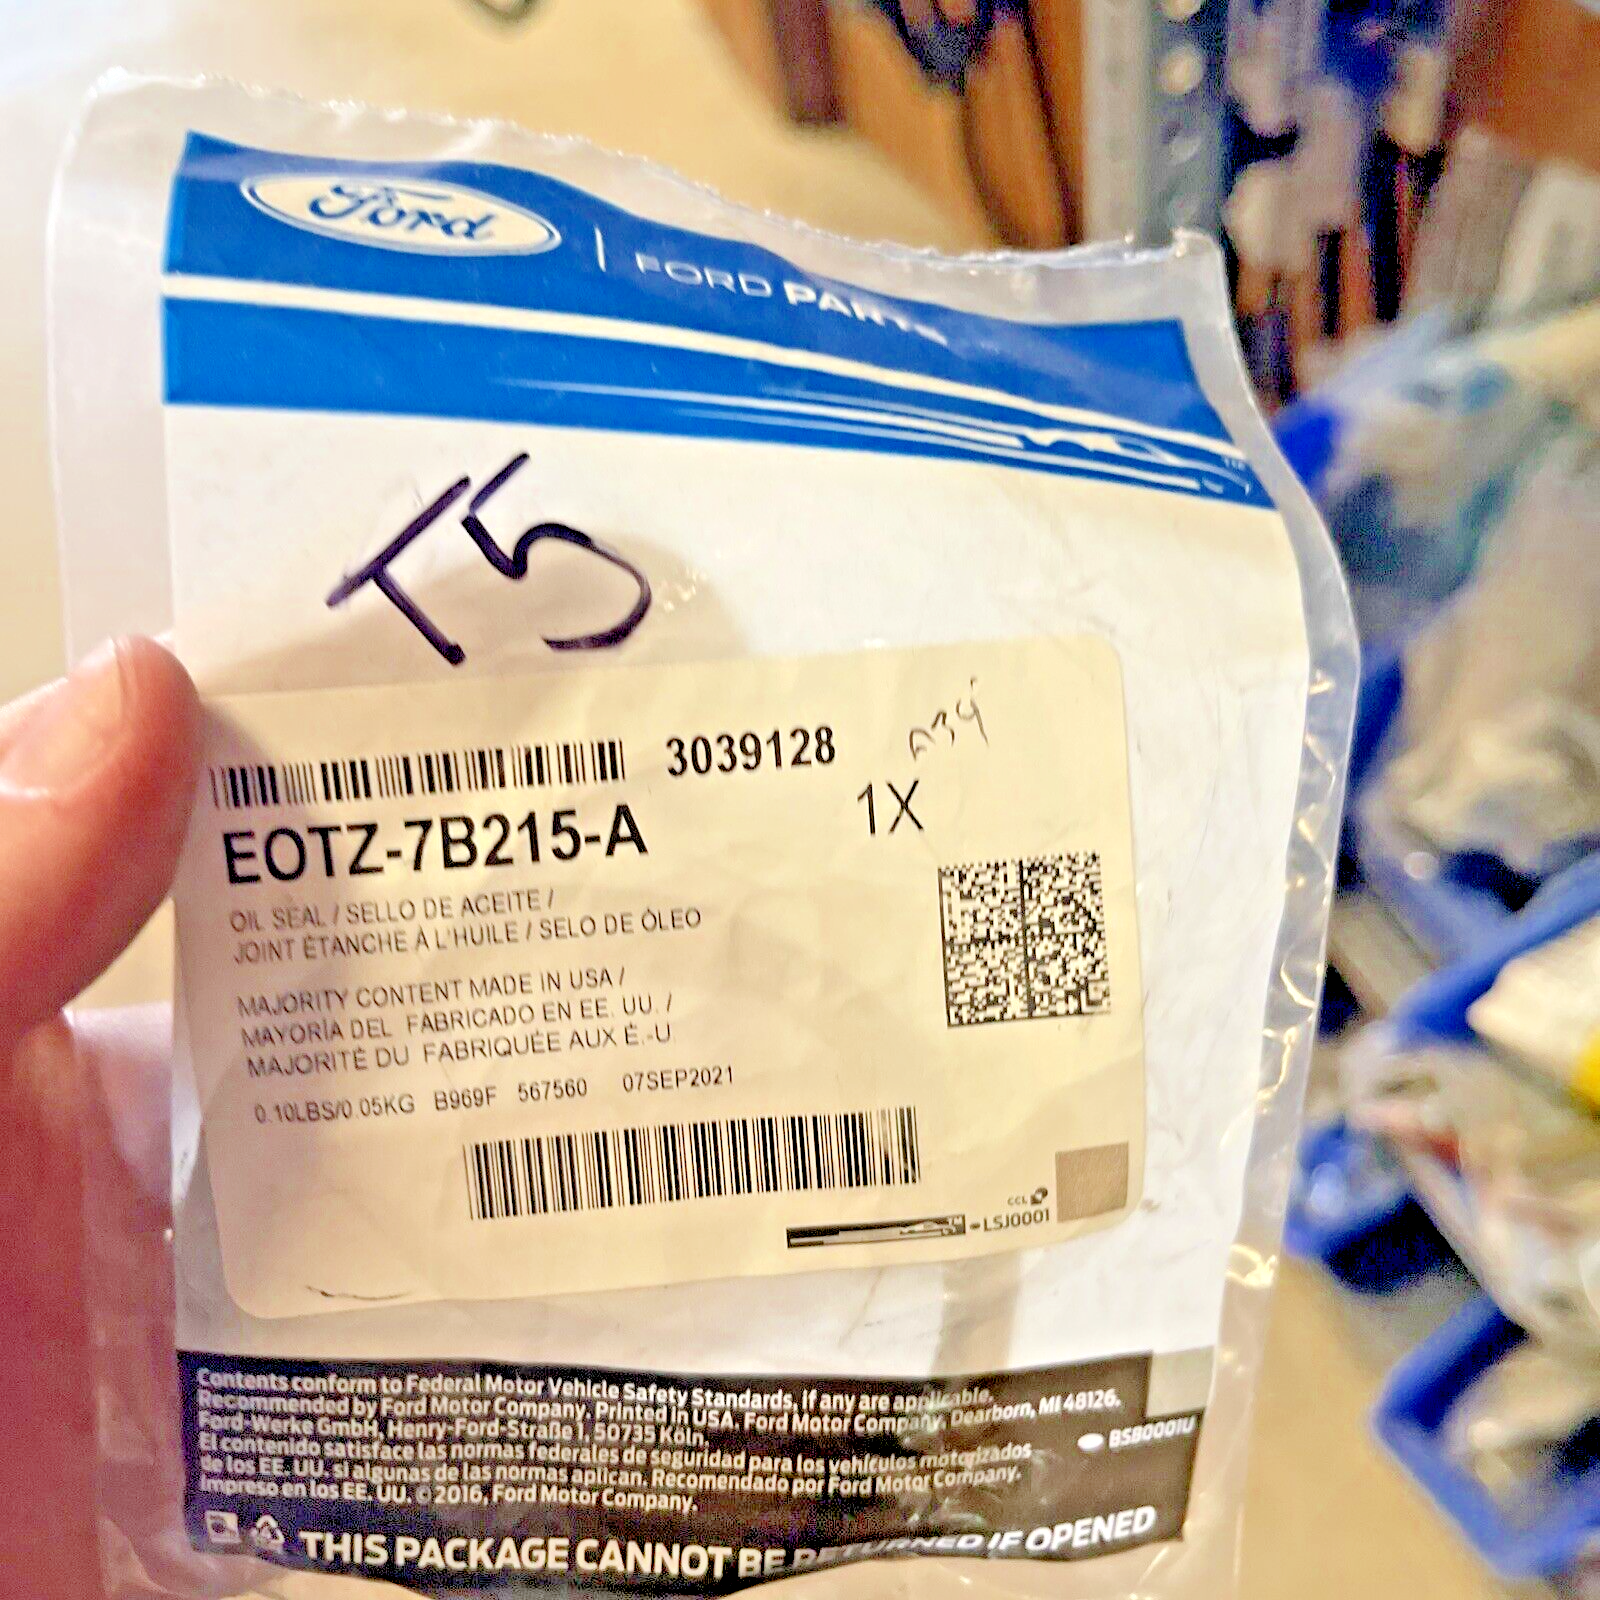 Ford
FORD PARTS
T5
3039128
A34
1X
EOTZ-7B215-A
OIL SEAL / SELLO DE ACEITE /
JOINT ÉTANCHE À L'HUILE / SELO DE ÓLEO
MAJORITY CONTENT MADE IN USA /
MAYORÍA DEL FABRICADO EN EE. UU. /
MAJORITÉ DU FABRIQUÉE AUX É.-U.
0.10LBS/0.05KG B969F 567560 07SEP2021
CCL
-LSJ0001
Contents conform to Federal Motor Vehicle Safety Standards, if any are applicable.
Recommended by Ford Motor Company. Printed in USA. Ford Motor Company, Dearborn, MI 48126.
Ford-Werke GmbH, Henry-Ford-Straße 1, 50735 Köln.
El contenido satisface las normas federales de seguridad para los vehículos motorizados
de los EE. UU. si algunas de las normas aplican. Recomendado por Ford Motor Company.
Impreso en los EE. UU. © 2016, Ford Motor Company.
BSB0001U
THIS PACKAGE CANNOT BE RETURNED IF OPENED